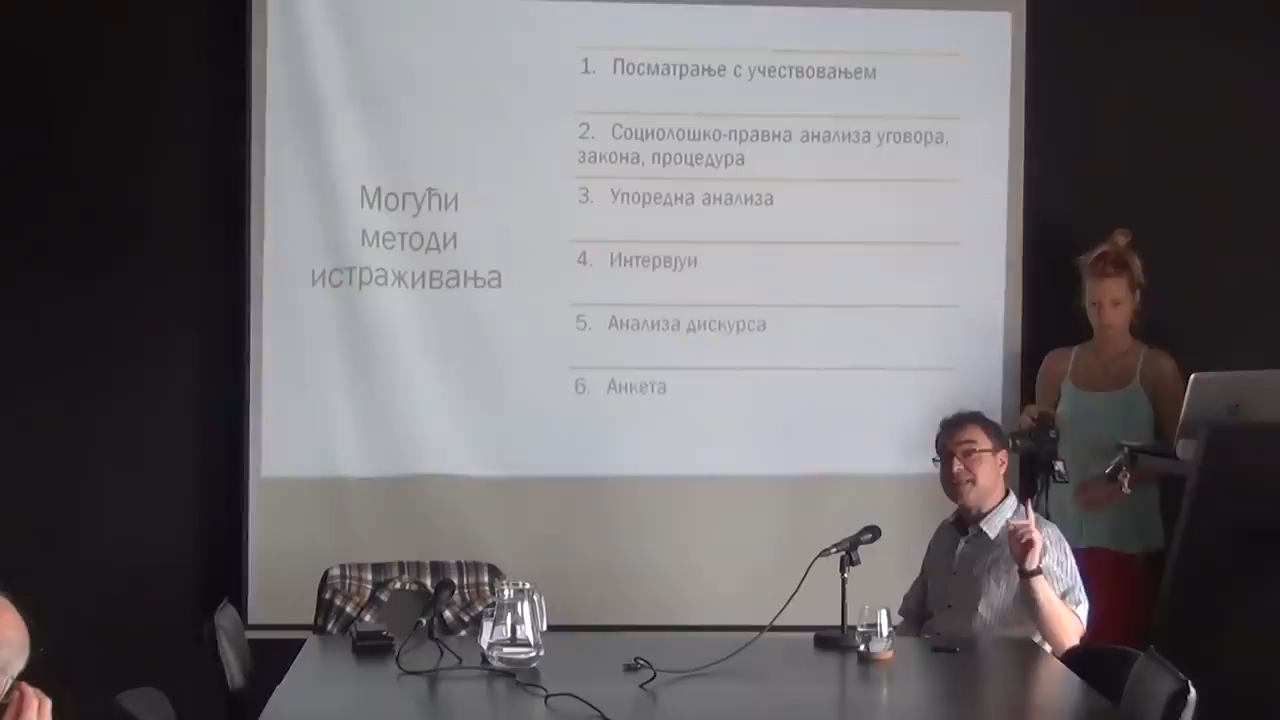 Могући
методи
истраживања
1. Посматрање с учествовањем
2. Социолошко-правна анализа уговора,
закона, процедура
3. Упоредна анализа
4. Интервјуи
5. Анализа дискурса
6. Анкета